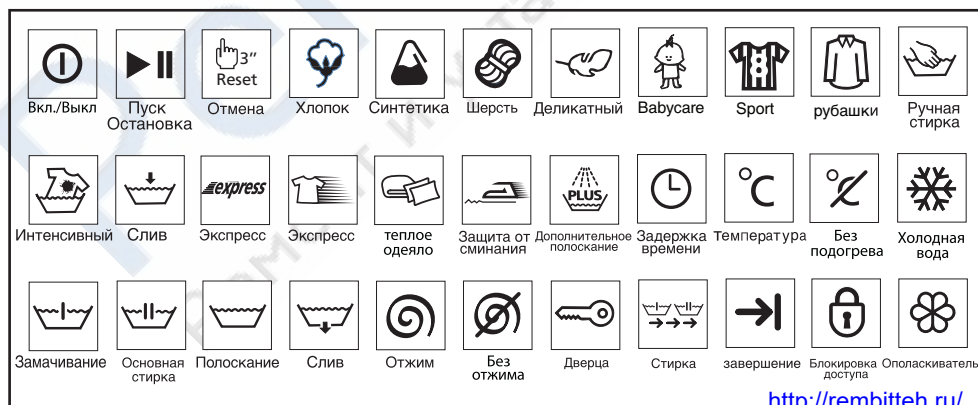 3" Reset
Вкл./Выкл Пуск Остановка Отмена Хлопок Синтетика Шерсть Деликатный Babycare Sport рубашки Ручная стирка
express PLUS °C °C
Интенсивный Слив Экспресс Экспресс теплое одеяло Защита от сминания Дополнительное полоскание Задержка времени температура Без подогрева Холодная вода
Замачивание Основная стирка Полоскание Слив Отжим Без отжима Дверца Стирка завершение Блокировка доступа Ополаскиватель
http://rembitteh.ru/